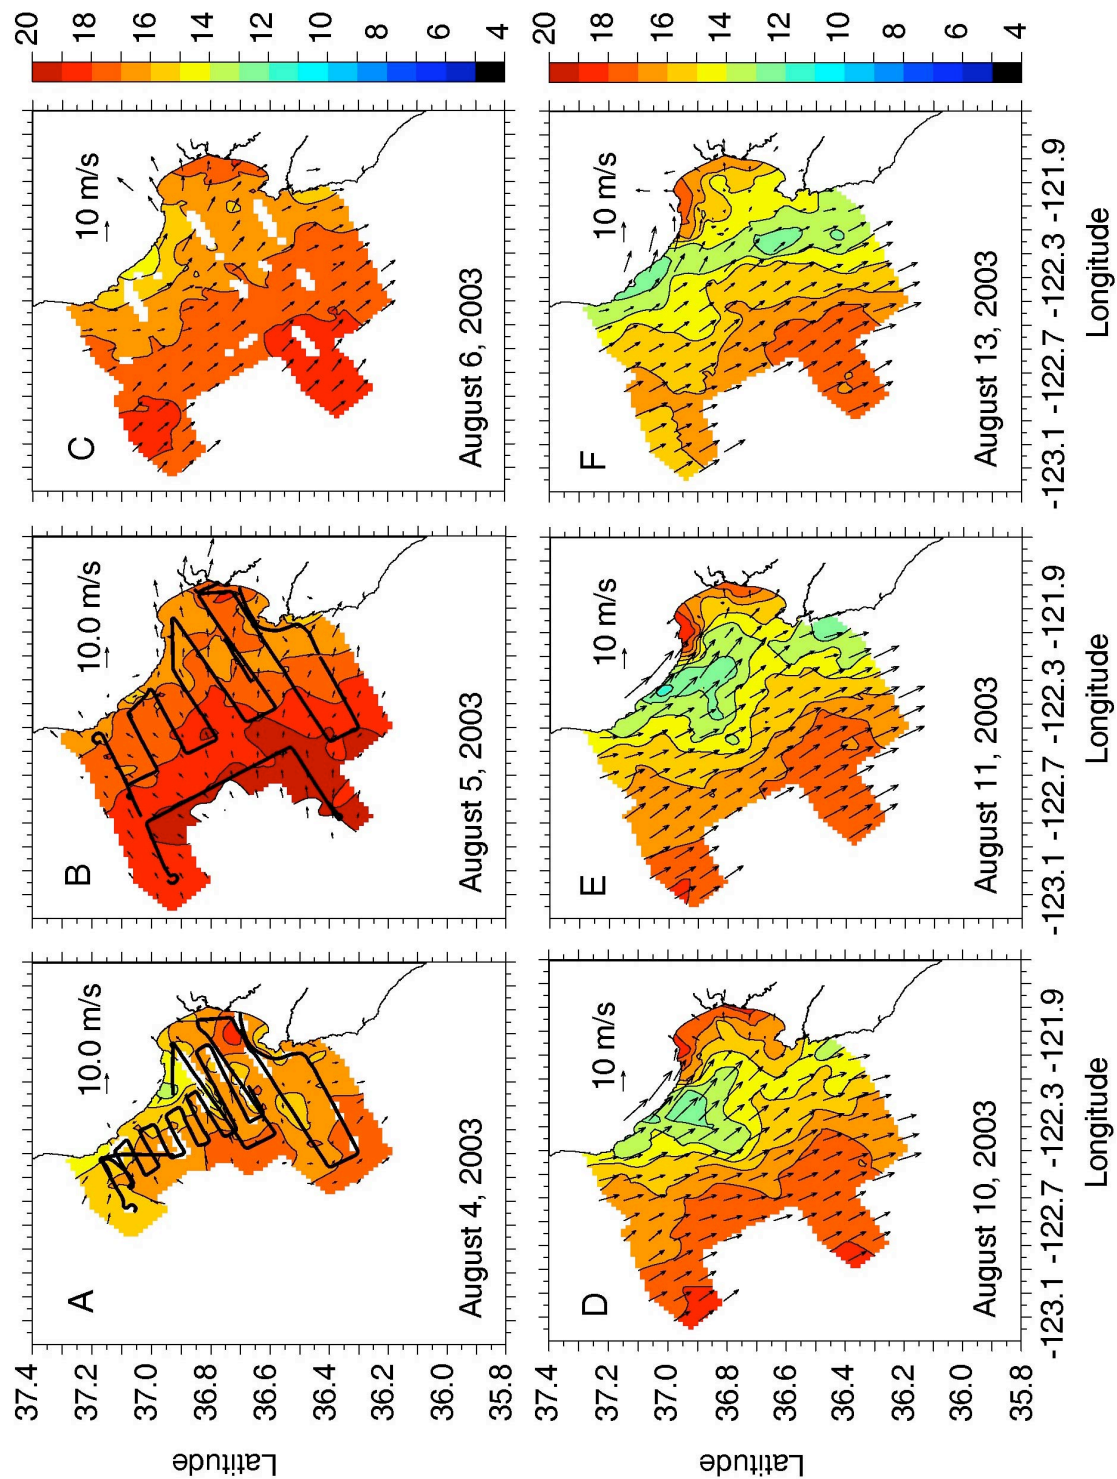 A
10.0 m/s
August 4, 2003
B
10.0 m/s
August 5, 2003
C
10 m/s
August 6, 2003
37.4
37.2
37.0
36.8
36.6
36.4
36.2
36.0
35.8
Latitude
20
18
16
14
12
10
8
6
4
D
10 m/s
August 10, 2003
E
10 m/s
August 11, 2003
F
10 m/s
August 13, 2003
37.4
37.2
37.0
36.8
36.6
36.4
36.2
36.0
35.8
Latitude
20
18
16
14
12
10
8
6
4
-123.1 -122.7 -122.3 -121.9
Longitude
-123.1 -122.7 -122.3 -121.9
Longitude
-123.1 -122.7 -122.3 -121.9
Longitude